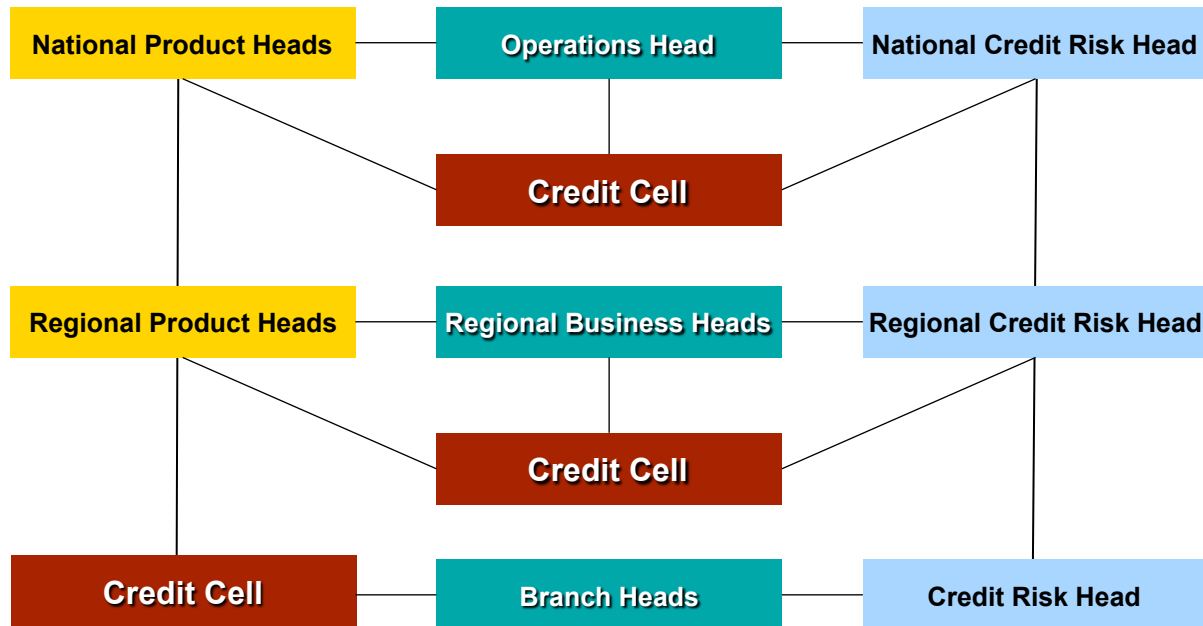 National Product Heads
Operations Head
National Credit Risk Head
Credit Cell
Regional Product Heads
Regional Business Heads
Regional Credit Risk Head
Credit Cell
Credit Cell
Branch Heads
Credit Risk Head